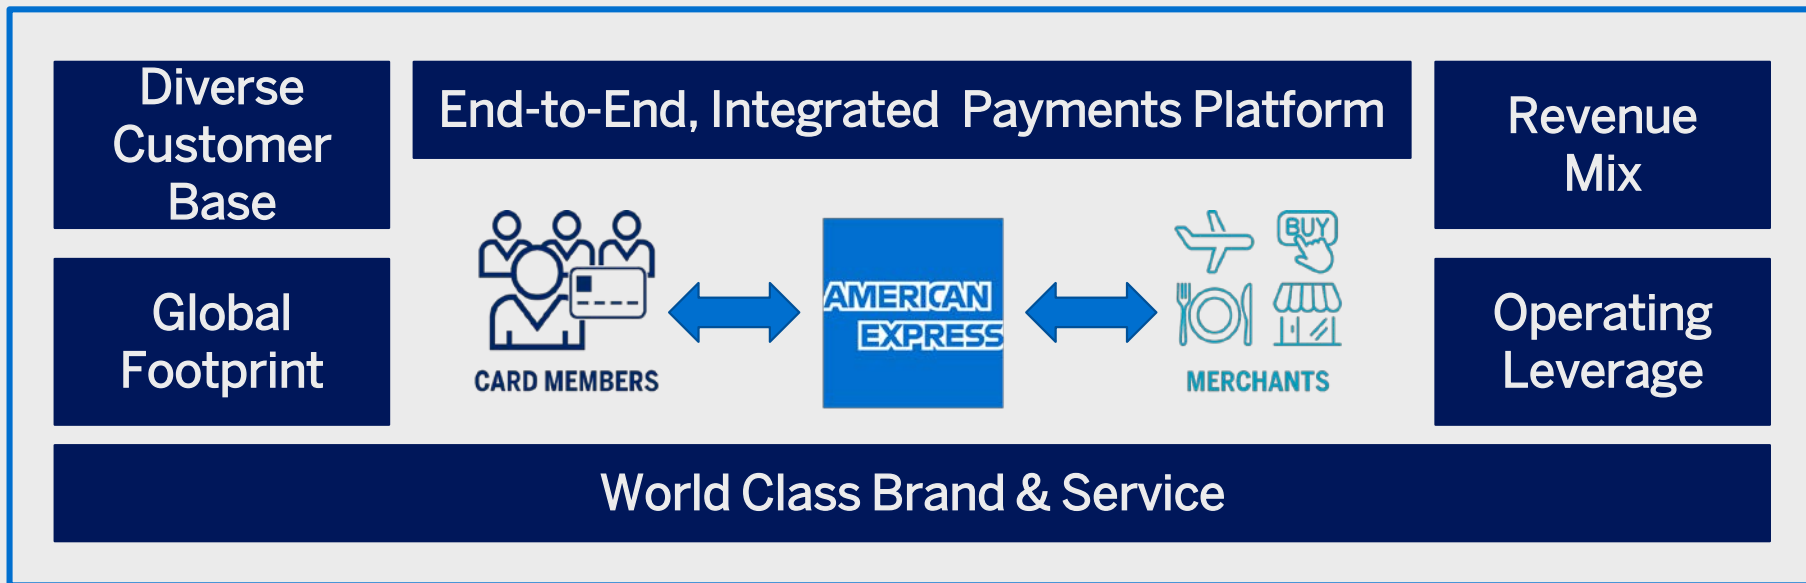 Diverse
Customer
Base
End-to-End, Integrated Payments Platform
Revenue
Mix
Global
Footprint
CARD MEMBERS
AMERICAN
EXPRESS
BUY
MERCHANTS
Operating
Leverage
World Class Brand & Service